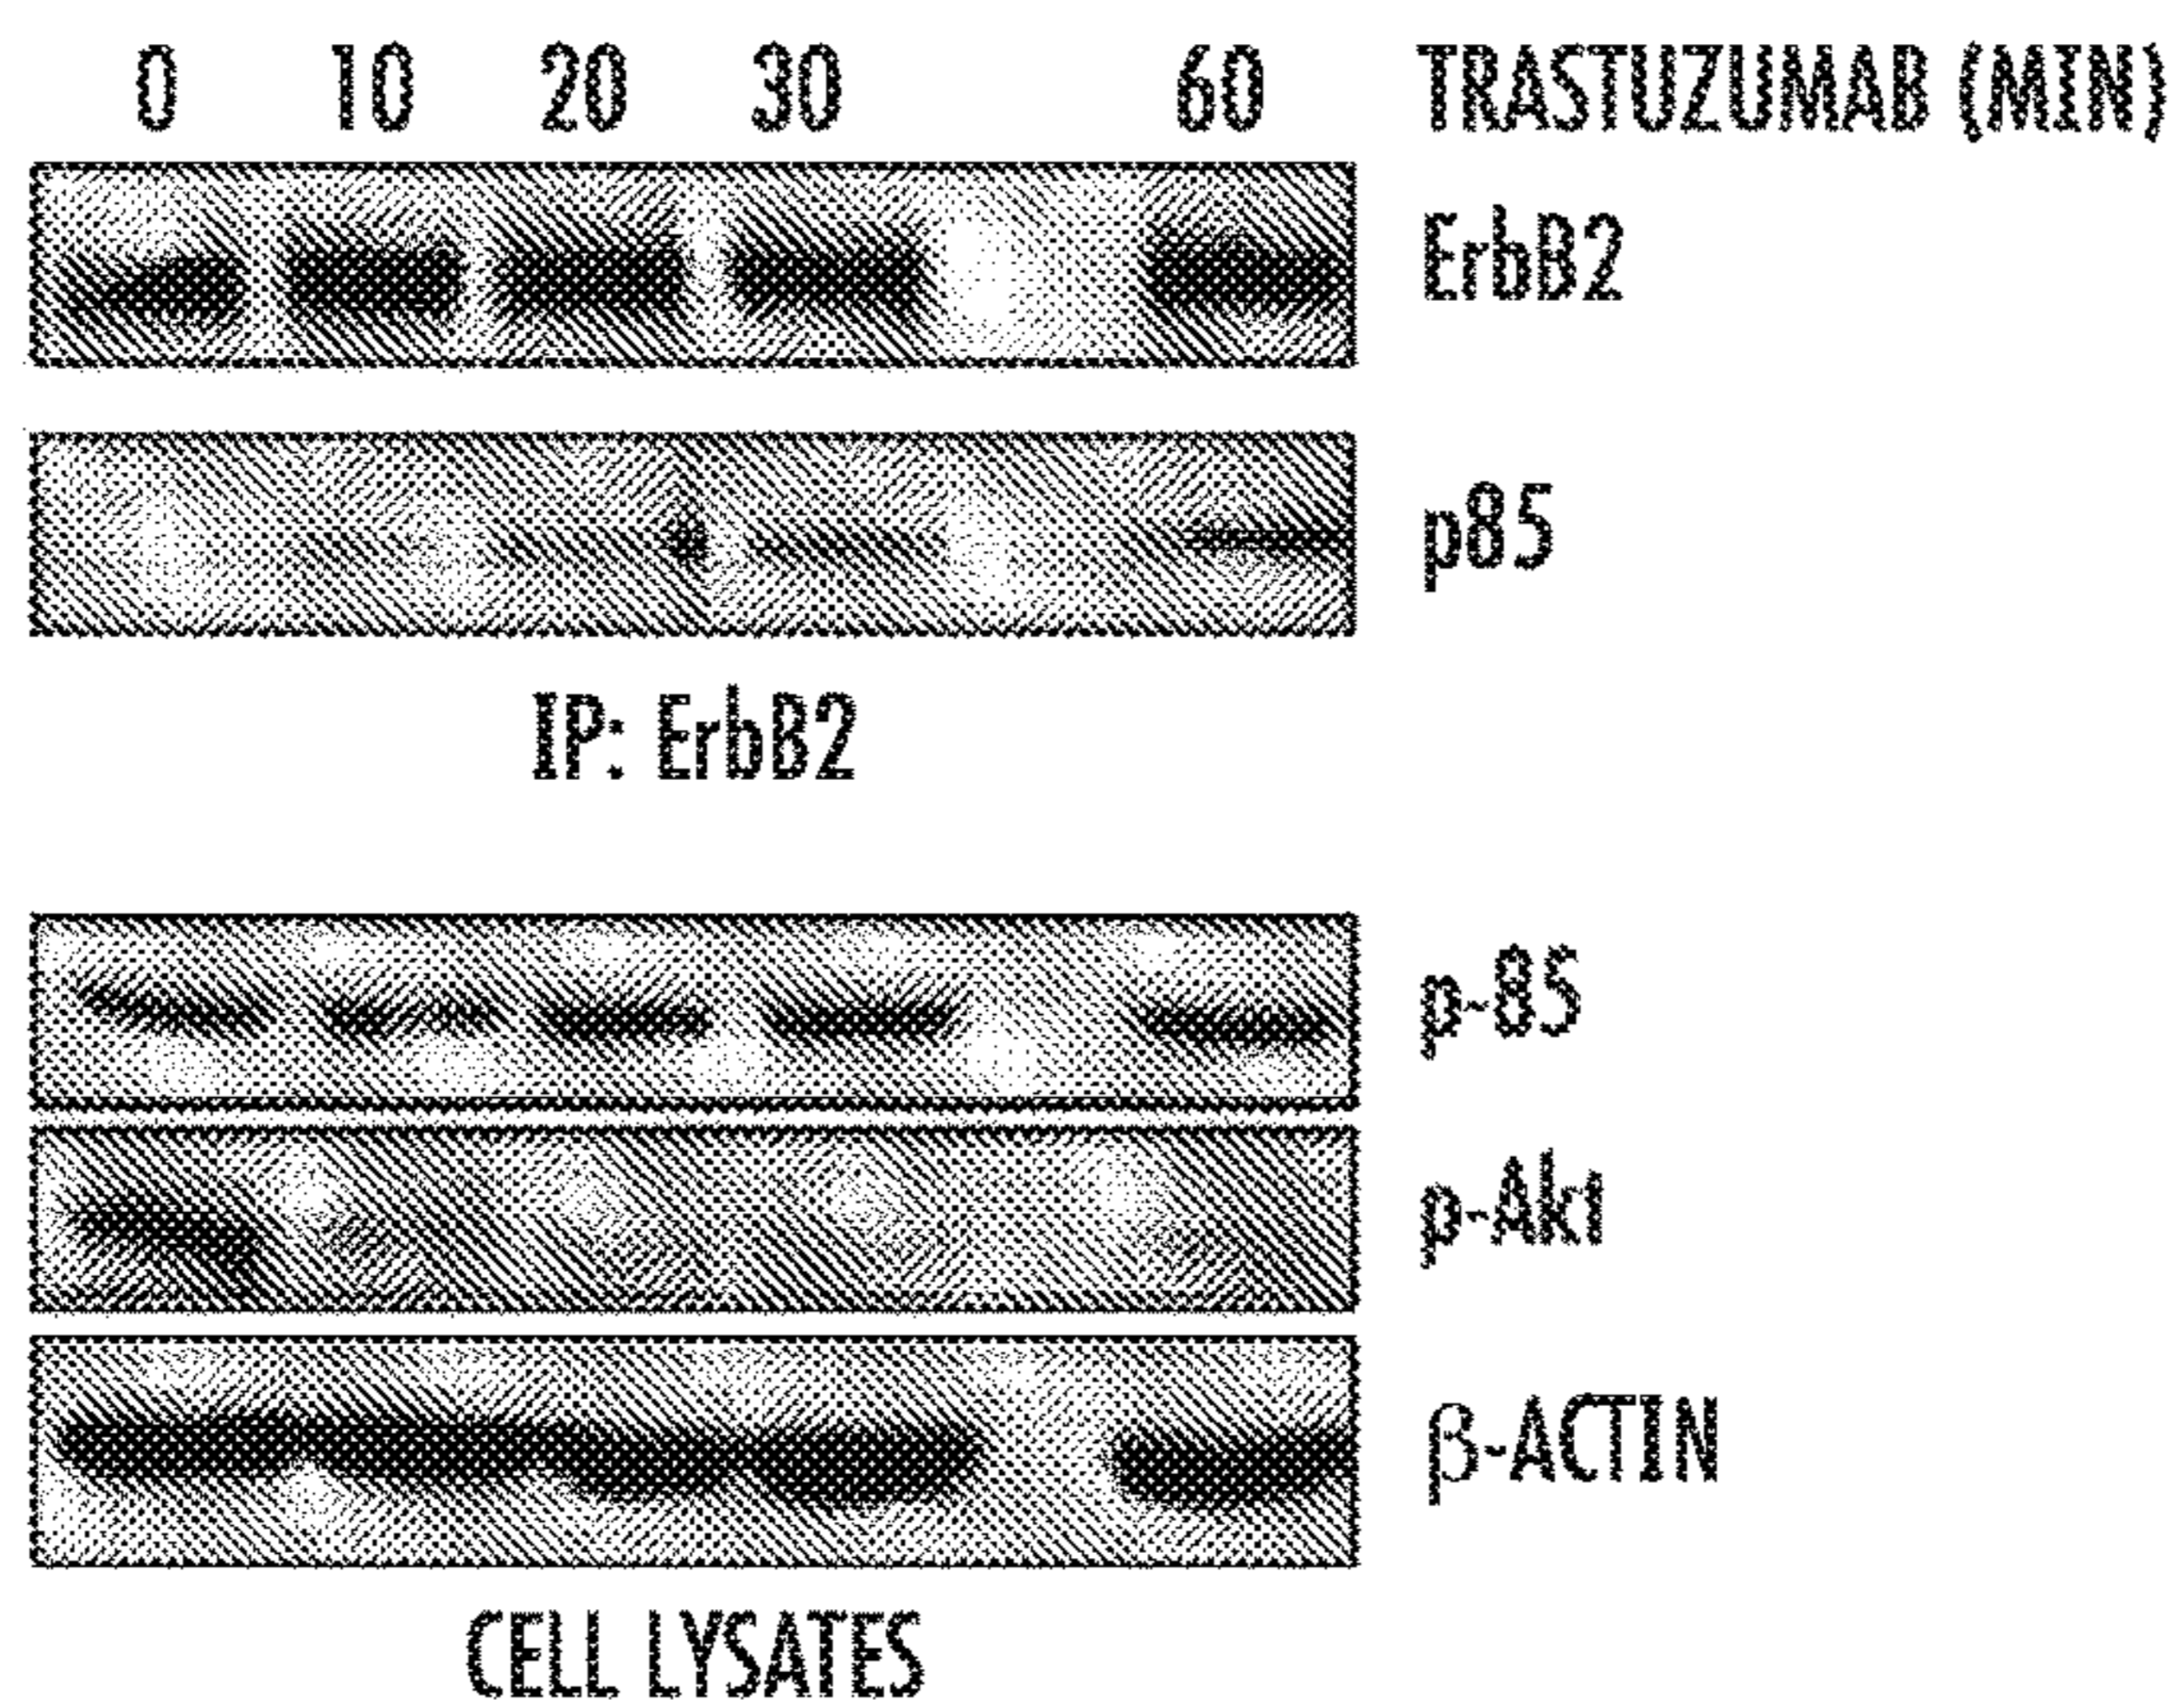 0 10 20 30 60 TRASTUZUMAB (MIN)
ErbB2
p85
IP: ErbB2
p-85
p-Akt
β-ACTIN
CELL LYSATES